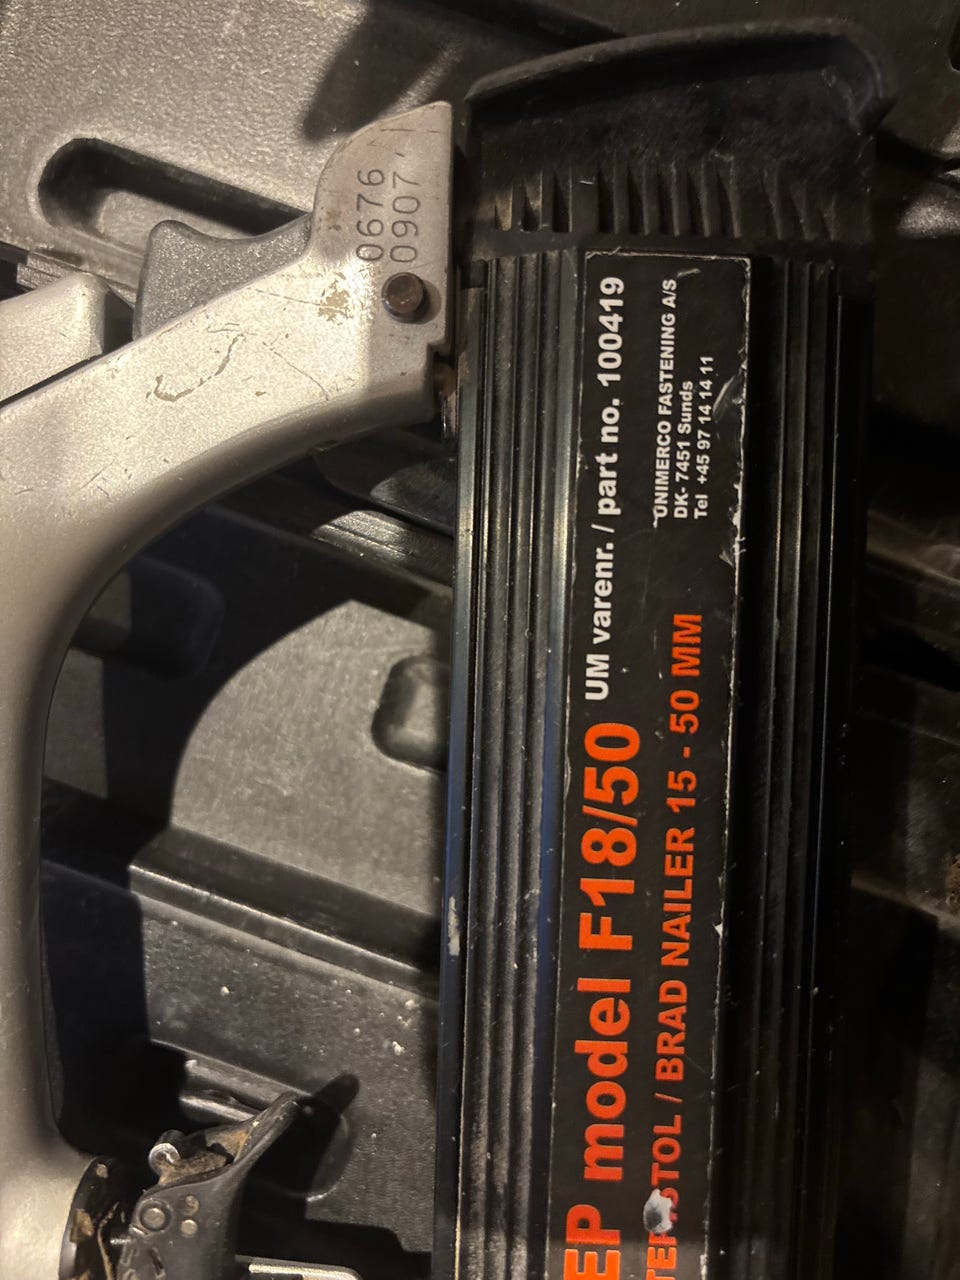 0676
0907
EP model F18/50 UM varenr. / part no. 100419
BRAD NAILER 15 - 50 MM
UNIMERCO FASTENING A/S
DK- 7451 Sunds
Tel +45 97 14 14 11